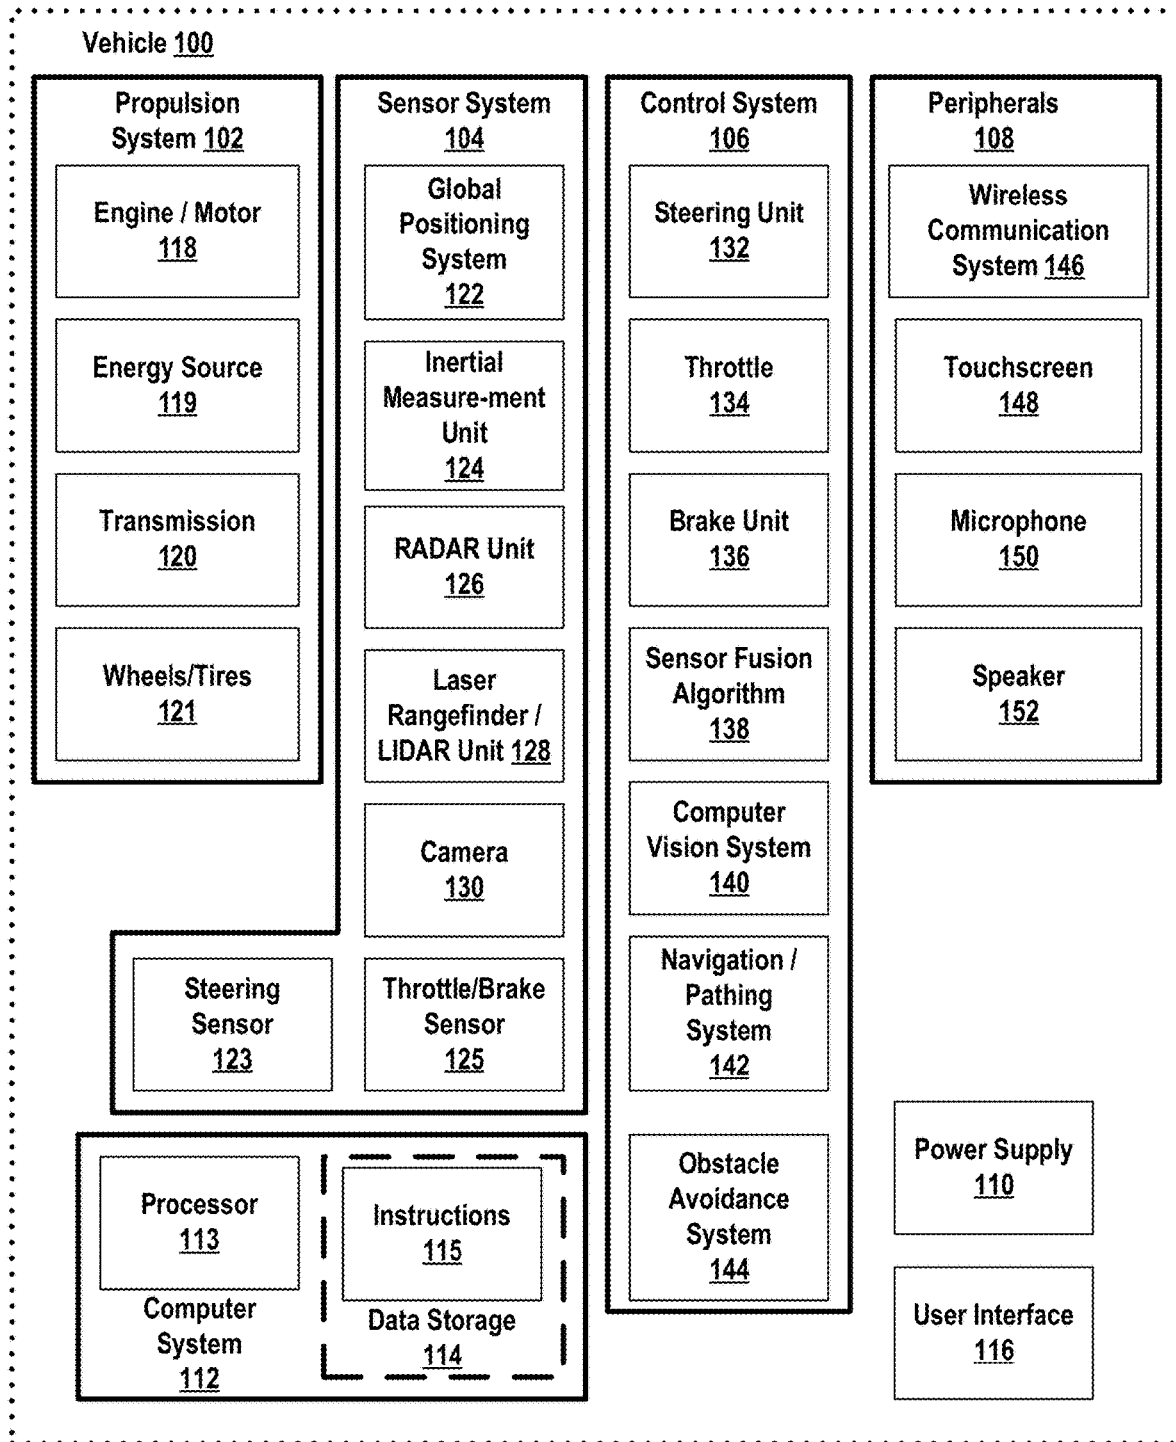 Vehicle 100
Propulsion
System 102
Engine / Motor
118
Energy Source
119
Transmission
120
Wheels/Tires
121
Sensor System
104
Global
Positioning
System
122
Inertial
Measure-ment
Unit
124
RADAR Unit
126
Laser
Rangefinder /
LIDAR Unit 128
Camera
130
Steering
Sensor
123
Throttle/Brake
Sensor
125
Control System
106
Steering Unit
132
Throttle
134
Brake Unit
136
Sensor Fusion
Algorithm
138
Computer
Vision System
140
Navigation /
Pathing
System
142
Obstacle
Avoidance
System
144
Peripherals
108
Wireless
Communication
System 146
Touchscreen
148
Microphone
150
Speaker
152
Processor
113
Computer
System
112
Instructions
115
Data Storage
114
Power Supply
110
User Interface
116